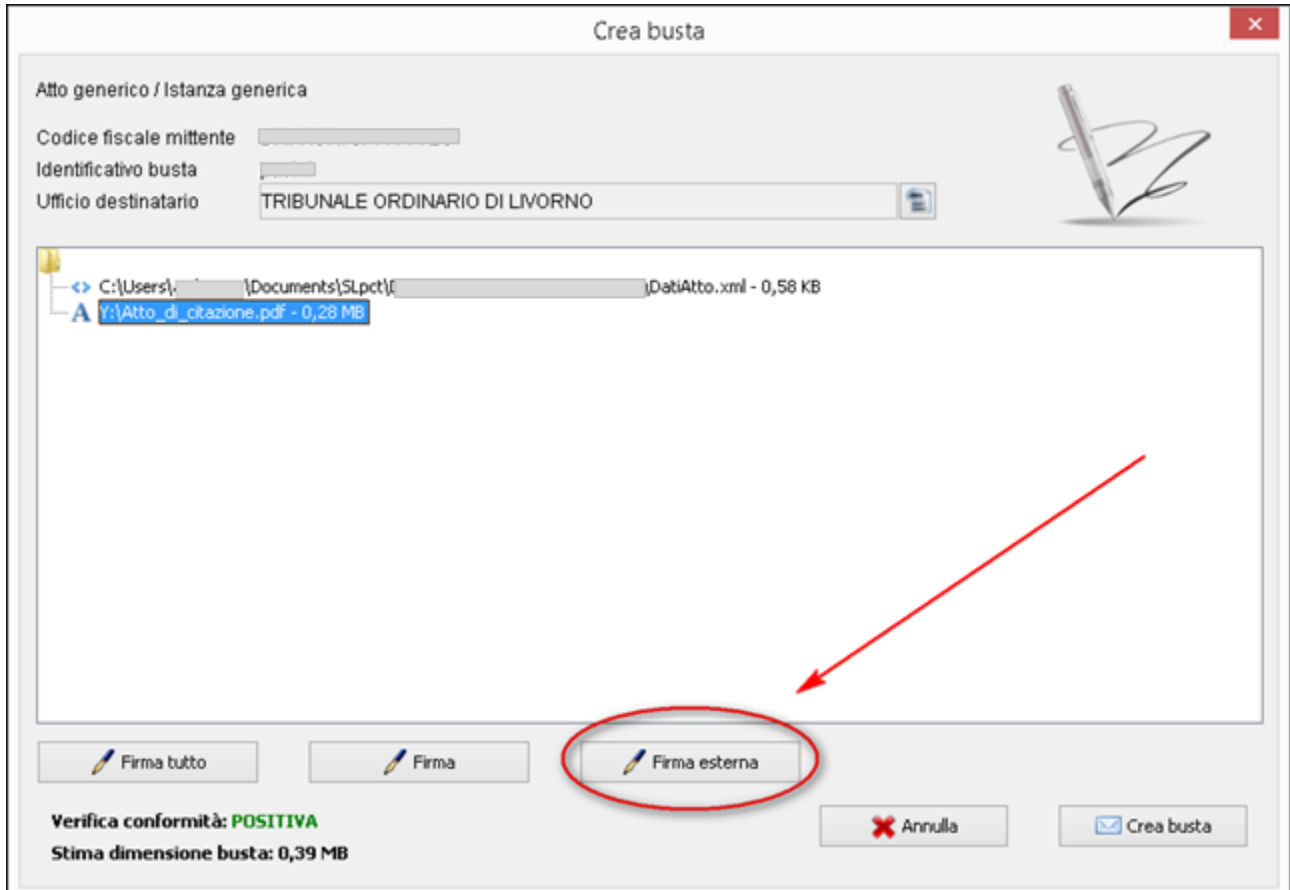 Crea busta
Atto generico / Istanza generica
Codice fiscale mittente
Identificativo busta
Ufficio destinatario TRIBUNALE ORDINARIO DI LIVORNO
C:\Users\ \Documents\SLpct\ \DatiAtto.xml - 0,58 KB
A Y:\Atto_di_citazione.pdf - 0,28 MB
Firma tutto Firma Firma esterna
Verifica conformità: POSITIVA
Annulla Crea busta
Stima dimensione busta: 0,39 MB